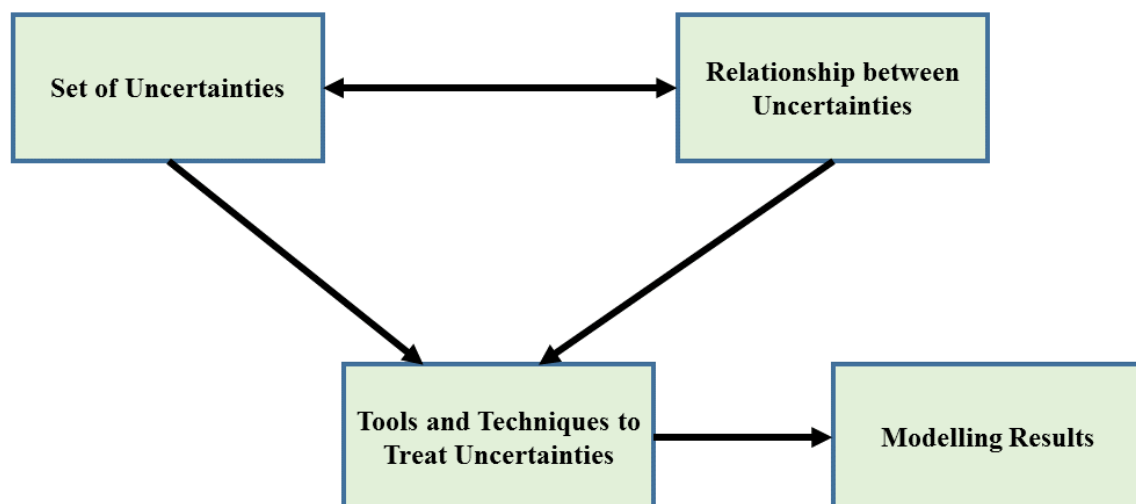 Set of Uncertainties
Relationship between
Uncertainties
Tools and Techniques to
Treat Uncertainties
Modelling Results